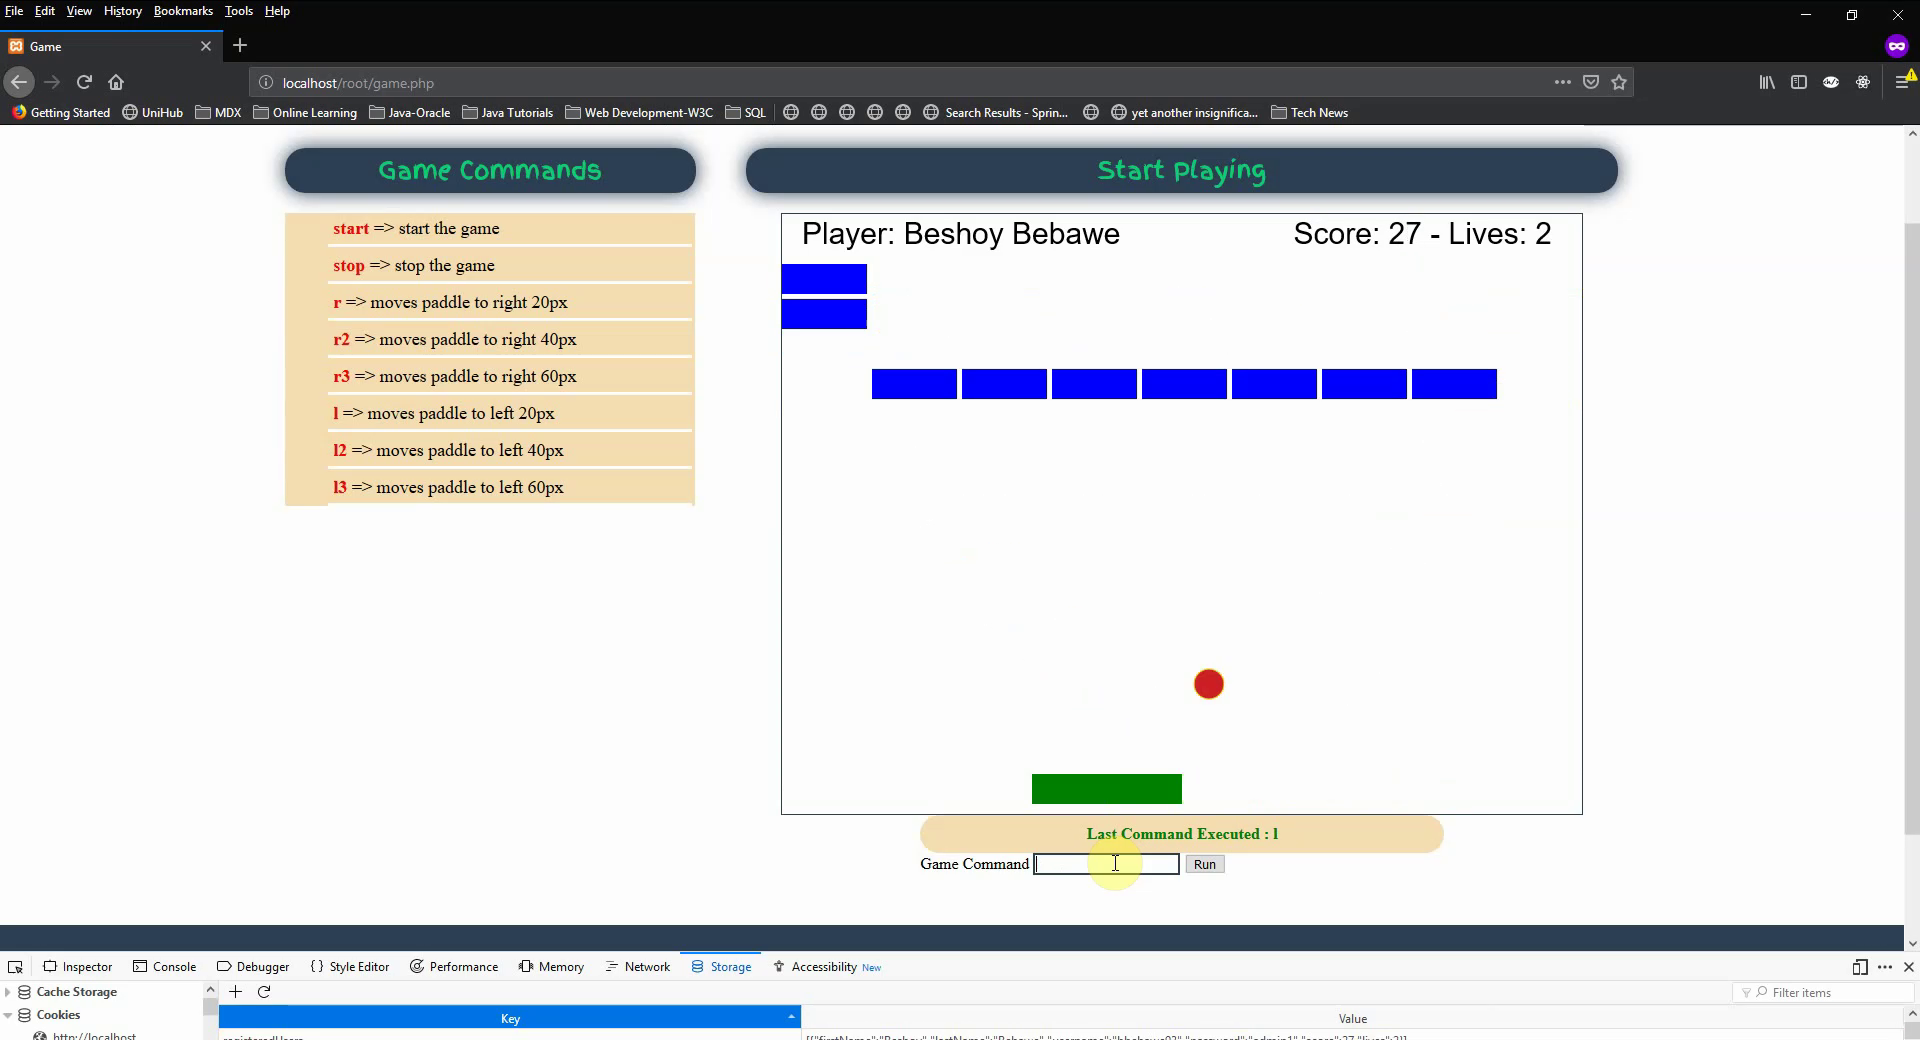 File Edit View History Bookmarks Tools Help
Game
localhost/root/game.php
Getting Started UniHub MDX Online Learning Java-Oracle Java Tutorials Web Development-W3C SQL Search Results - Sprin... yet another insignifica... Tech News
Game Commands
start => start the game
stop => stop the game
r => moves paddle to right 20px
r2 => moves paddle to right 40px
r3 => moves paddle to right 60px
l => moves paddle to left 20px
l2 => moves paddle to left 40px
l3 => moves paddle to left 60px
Start Playing
Player: Beshoy Bebawe Score: 27 - Lives: 2
Last Command Executed : l
Game Command Run
Inspector Console Debugger {} Style Editor Performance Memory Network Storage Accessibility New
Cache Storage
Cookies
http://localhost
Filter items
Key Value